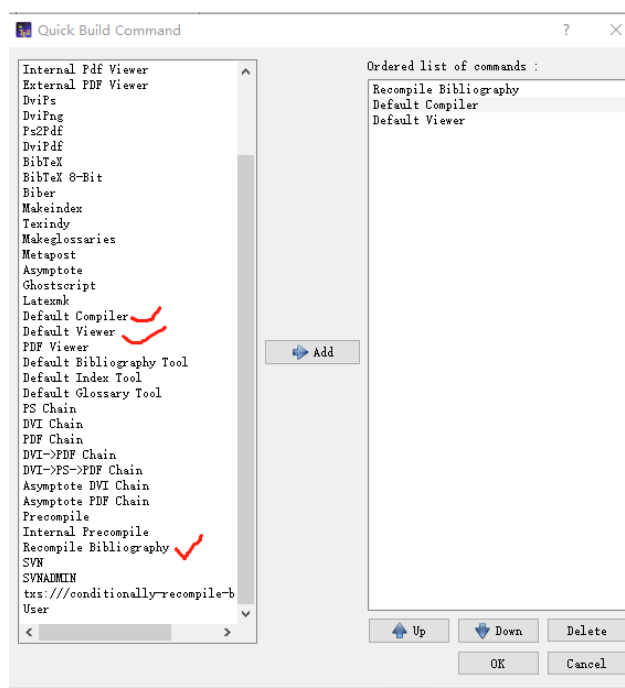 Quick Build Command
Internal Pdf Viewer
External PDF Viewer
DviPs
DviPng
Ps2Pdf
DviPdf
BibTeX
BibTeX 8-Bit
Biber
Makeindex
Texindy
Makeglossaries
Metapost
Asymptote
Ghostscript
Latexmk
Default Compiler
Default Viewer
PDF Viewer
Default Bibliography Tool
Default Index Tool
Default Glossary Tool
PS Chain
DVI Chain
PDF Chain
DVI->PDF Chain
DVI->PS->PDF Chain
Asymptote DVI Chain
Asymptote PDF Chain
Precompile
Internal Precompile
Recompile Bibliography
SVN
SVNADMIN
txs:///conditionally-recompile-b
User
Add
Ordered list of commands :
Recompile Bibliography
Default Compiler
Default Viewer
Up
Down
Delete
OK
Cancel